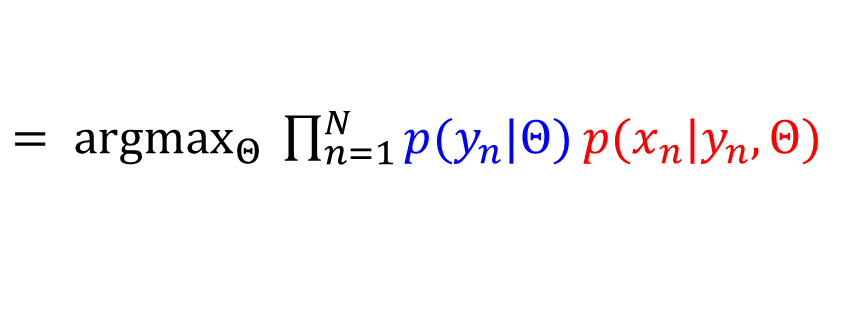 = argmax_Θ ∏_{n=1}^{N} p(y_n|Θ) p(x_n|y_n, Θ)